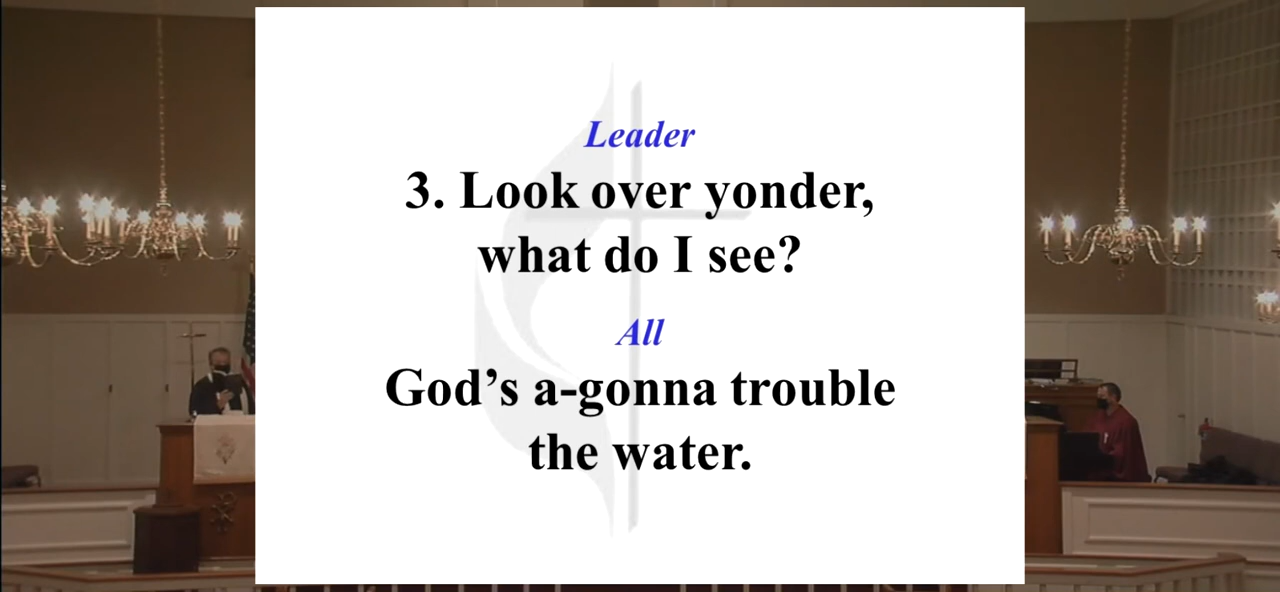 Leader
3. Look over yonder,
what do I see?
All
God’s a-gonna trouble
the water.